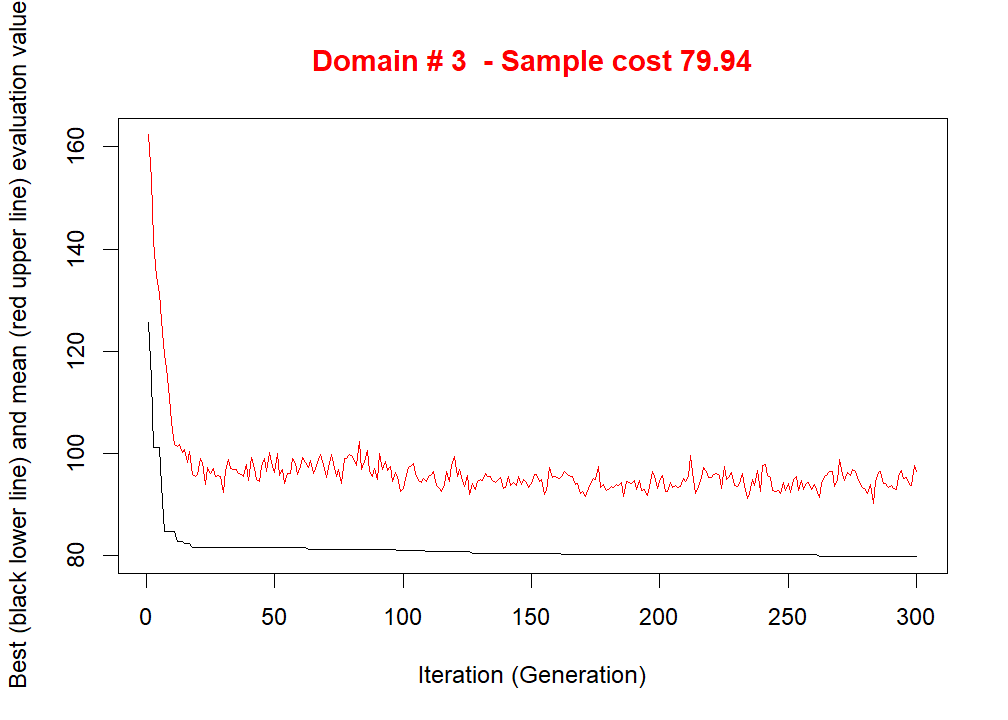 Domain # 3  - Sample cost 79.94
Best (black lower line) and mean (red upper line) evaluation value
160
140
120
100
80
0 50 100 150 200 250 300
Iteration (Generation)